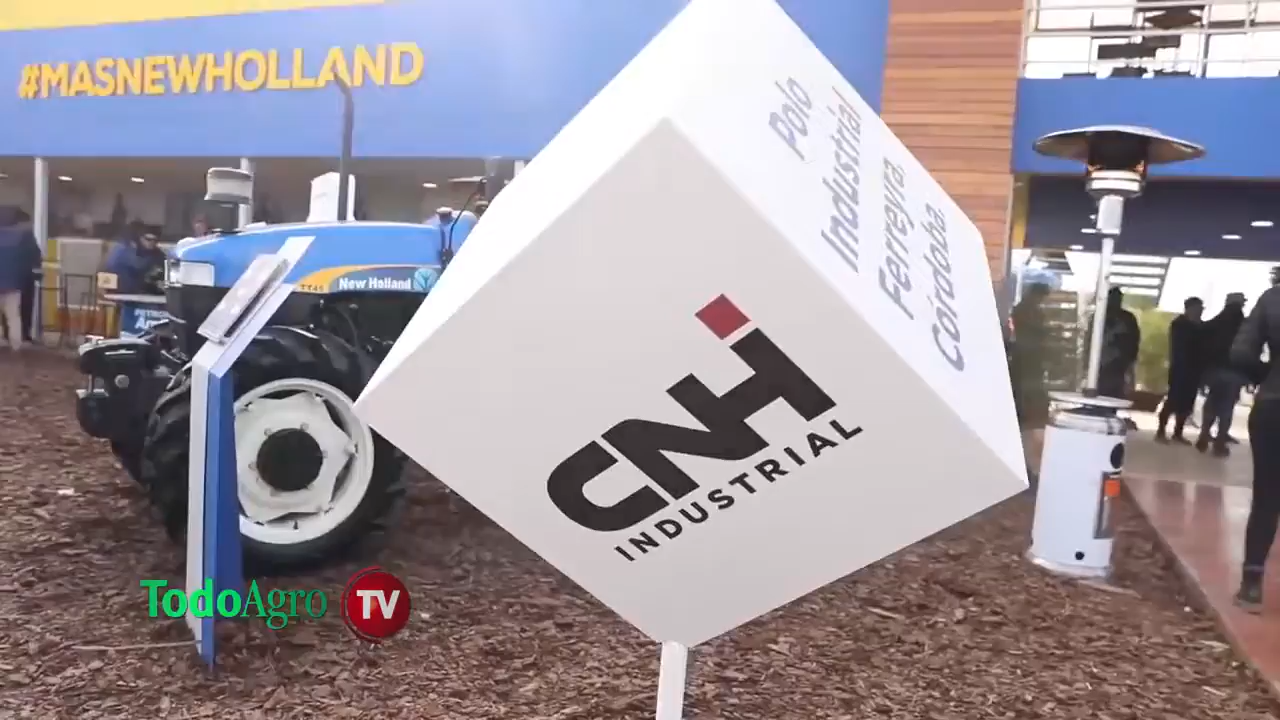 #MASNEWHOLLAND
Polo
Industrial
Ferreyra,
Córdoba.
New Holland
CNH
INDUSTRIAL
TodoAgro TV